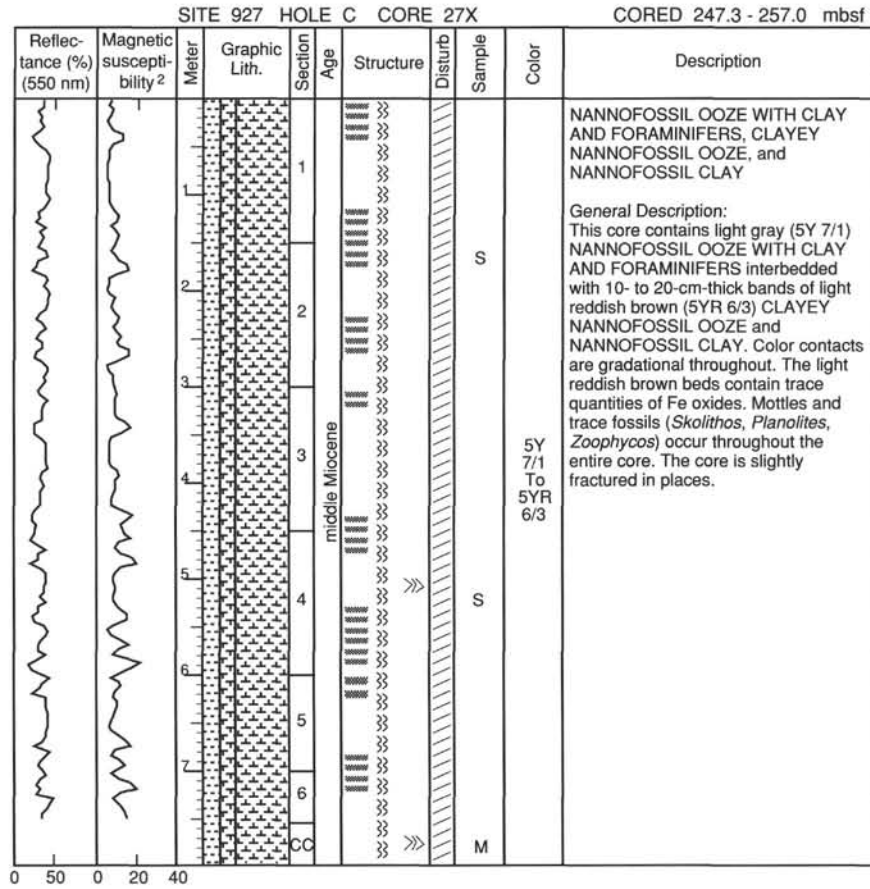 SITE 927 HOLE C CORE 27X CORED 247.3 - 257.0 mbsf
Reflec-
tance (%)
(550 nm)
Magnetic
suscepti-
bility 2
Meter
Graphic
Lith.
Section
Age
Structure
Disturb
Sample
Color
Description
1
2
3
4
5
6
7
1
2
3
4
5
6
CC
middle Miocene
S
S
M
5Y
7/1
To
5YR
6/3
NANNOFOSSIL OOZE WITH CLAY
AND FORAMINIFERS, CLAYEY
NANNOFOSSIL OOZE, and
NANNOFOSSIL CLAY
General Description:
This core contains light gray (5Y 7/1)
NANNOFOSSIL OOZE WITH CLAY
AND FORAMINIFERS interbedded
with 10- to 20-cm-thick bands of light
reddish brown (5YR 6/3) CLAYEY
NANNOFOSSIL OOZE and
NANNOFOSSIL CLAY. Color contacts
are gradational throughout. The light
reddish brown beds contain trace
quantities of Fe oxides. Mottles and
trace fossils (Skolithos, Planolites,
Zoophycos) occur throughout the
entire core. The core is slightly
fractured in places.
0 50 0 20 40